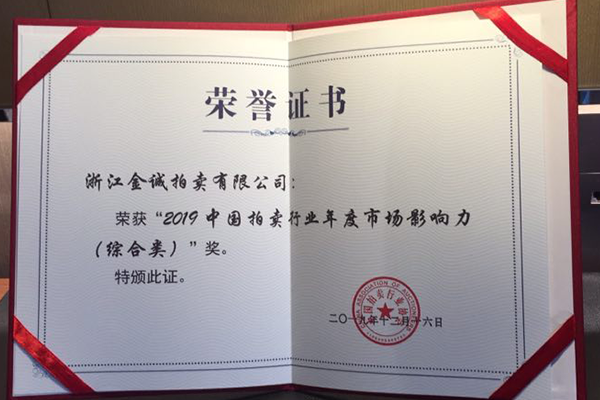 荣誉证书
浙江金诚拍卖有限公司：
荣获“2019中国拍卖行业年度市场影响力
（综合类）”奖。
特颁此证。
二〇一九年十二月十六日